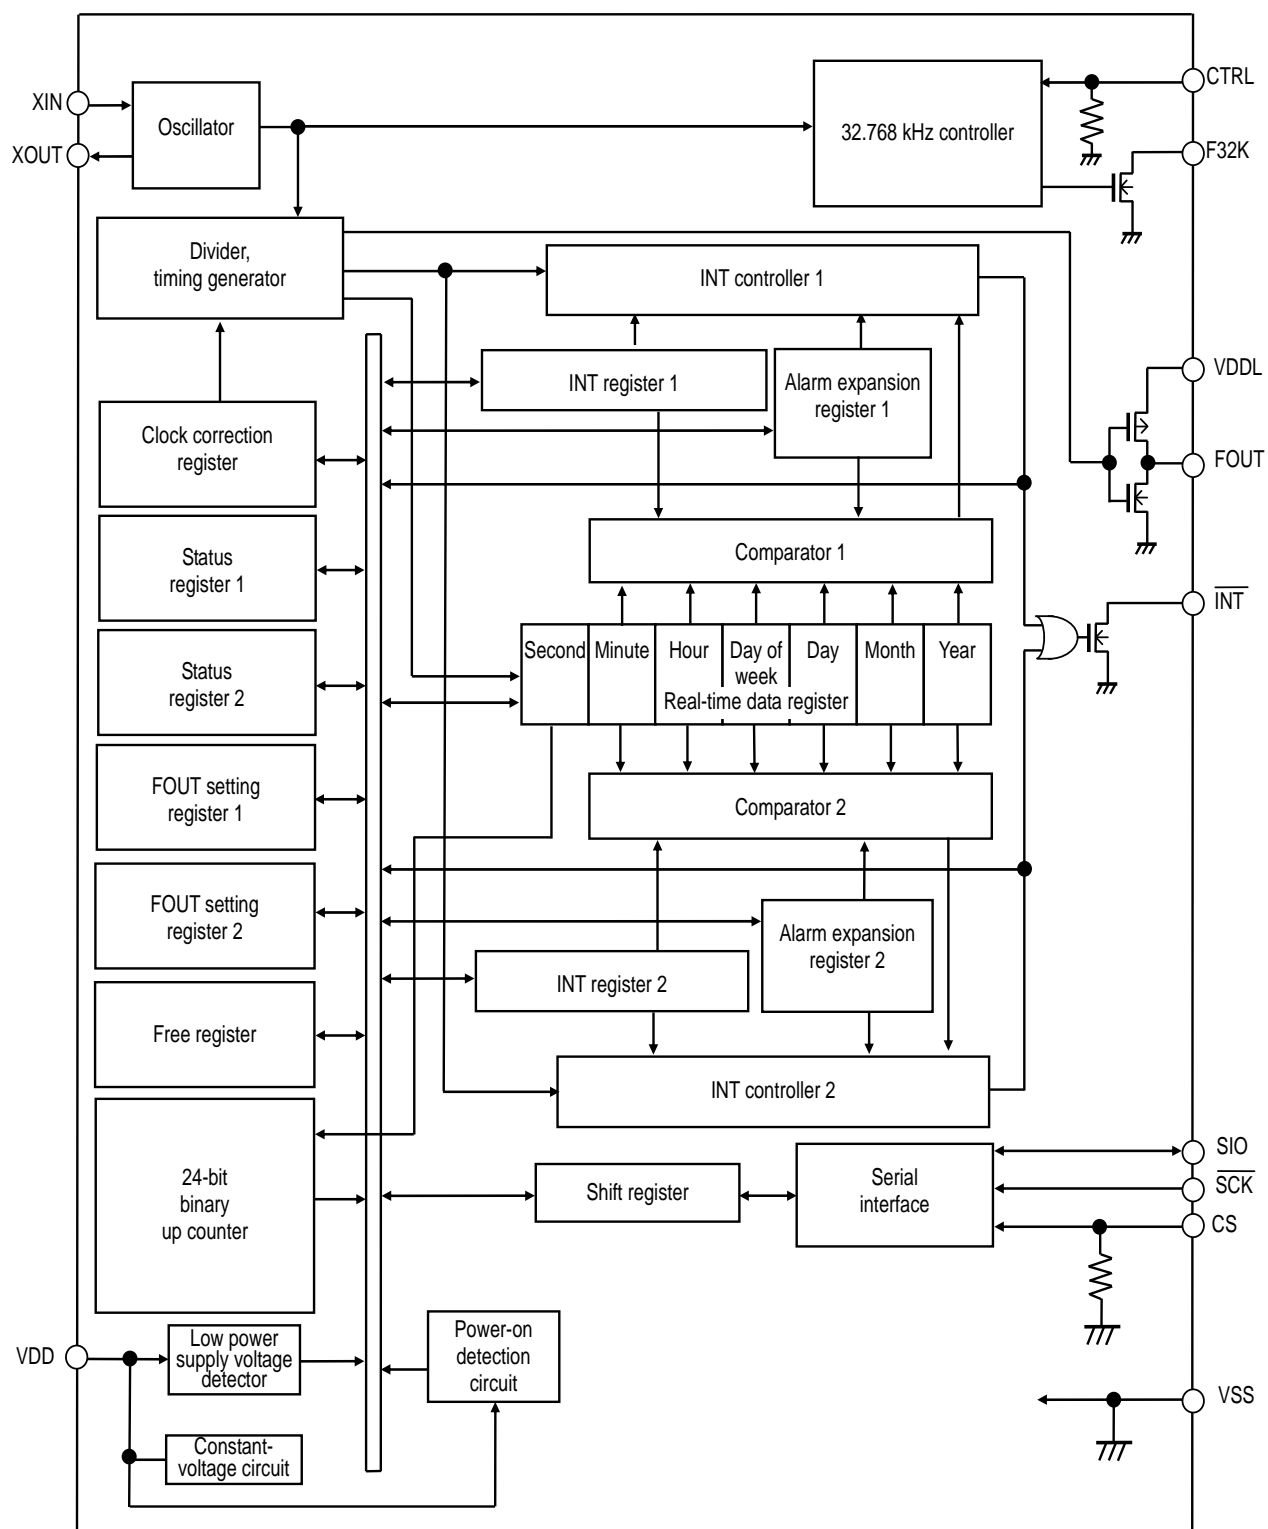 XIN
XOUT
Oscillator
32.768 kHz controller
CTRL
F32K
Divider,
timing generator
INT controller 1
INT register 1
Alarm expansion
register 1
VDDL
FOUT
Clock correction
register
Status
register 1
Comparator 1
INT
Second
Minute
Hour
Day of
week
Day
Month
Year
Real-time data register
Status
register 2
FOUT setting
register 1
Comparator 2
FOUT setting
register 2
Alarm expansion
register 2
INT register 2
Free register
INT controller 2
24-bit
binary
up counter
Shift register
Serial
interface
SIO
SCK
CS
VDD
Low power
supply voltage
detector
Power-on
detection
circuit
VSS
Constant-
voltage circuit